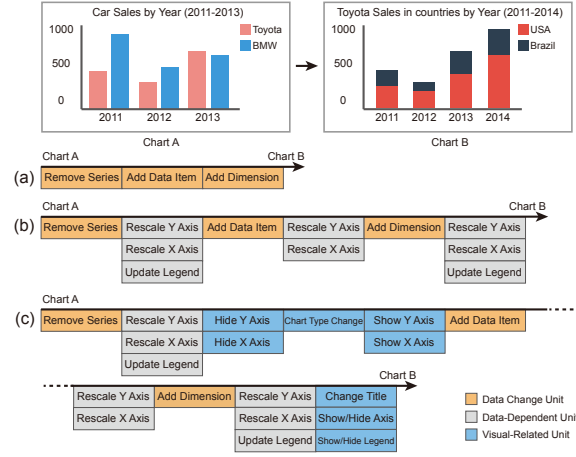 Car Sales by Year (2011-2013)
1000
500
0
Toyota
BMW
2011 2012 2013
Chart A
Toyota Sales in countries by Year (2011-2014)
1000
500
0
USA
Brazil
2011 2012 2013 2014
Chart B
Chart A Chart B
(a)
Remove Series Add Data Item Add Dimension
Chart A Chart B
(b)
Remove Series Rescale Y Axis Add Data Item Rescale Y Axis Add Dimension Rescale Y Axis
Rescale X Axis Rescale X Axis Rescale X Axis
Update Legend Update Legend
Chart A
(c)
Remove Series Rescale Y Axis Hide Y Axis Chart Type Change Show Y Axis Add Data Item
Rescale X Axis Hide X Axis Show X Axis
Update Legend
Chart B
Rescale Y Axis Add Dimension Rescale Y Axis Change Title
Rescale X Axis Rescale X Axis Show/Hide Axis
Update Legend Show/Hide Legend
Data Change Unit
Data-Dependent Unit
Visual-Related Unit